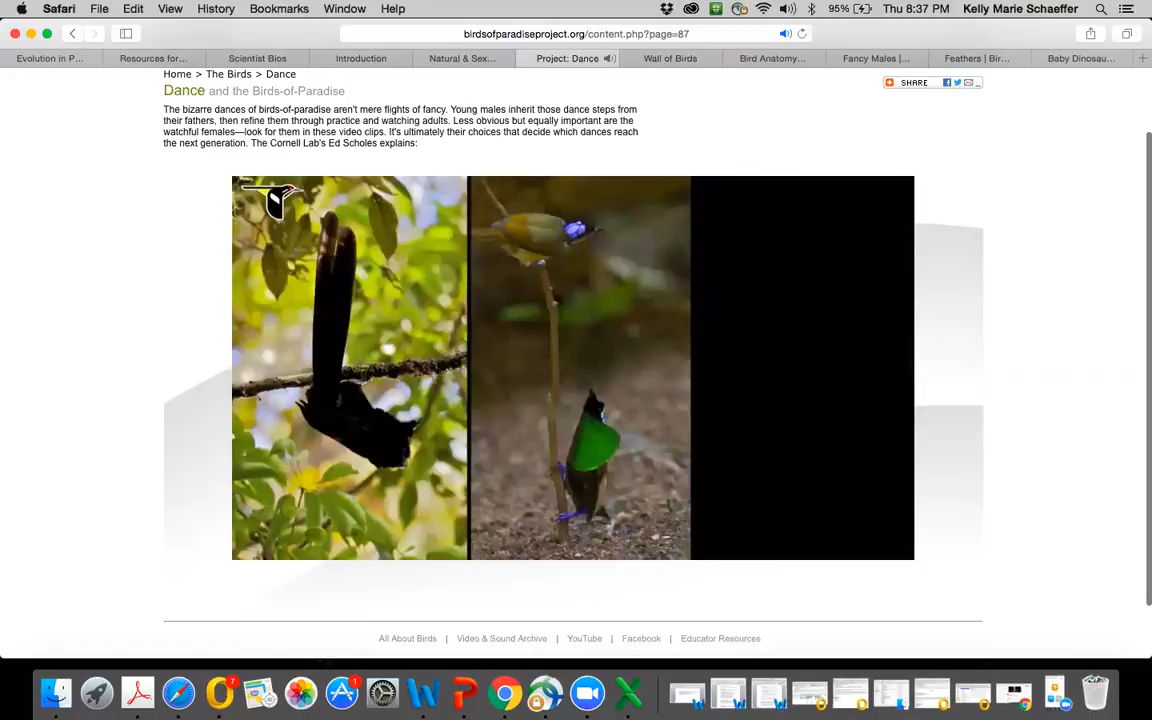 Safari File Edit View History Bookmarks Window Help 95% Thu 8:37 PM Kelly Marie Schaeffer
birdsofparadiseproject.org/content.php?page=87
Evolution in P... Resources for... Scientist Bios Introduction Natural & Sex... Project: Dance Wall of Birds Bird Anatomy... Fancy Males |... Feathers | Bir... Baby Dinosau...
Home > The Birds > Dance
SHARE
Dance and the Birds-of-Paradise
The bizarre dances of birds-of-paradise aren't mere flights of fancy. Young males inherit those dance steps from
their fathers, then refine them through practice and watching adults. Less obvious but equally important are the
watchful females—look for them in these video clips. It's ultimately their choices that decide which dances reach
the next generation. The Cornell Lab's Ed Scholes explains:
All About Birds | Video & Sound Archive | YouTube | Facebook | Educator Resources
7
1